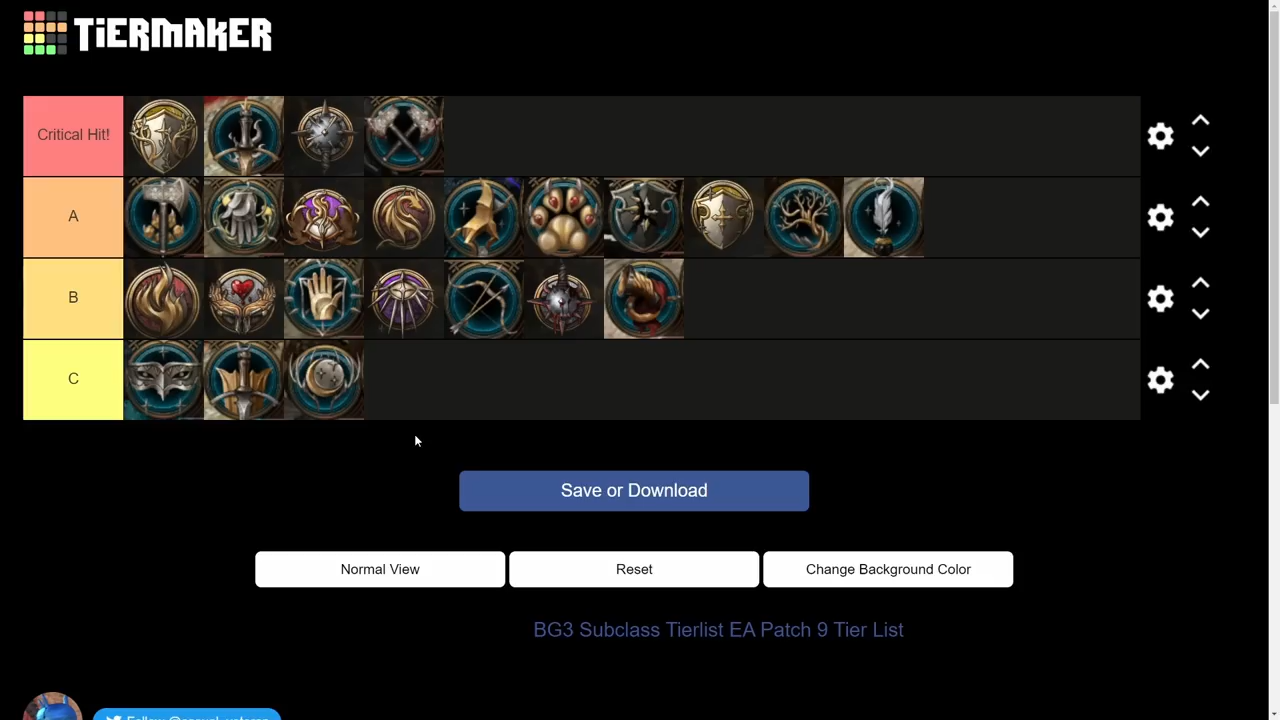 TiERMAKER
Critical Hit!
A
B
C
Save or Download
Normal View
Reset
Change Background Color
BG3 Subclass Tierlist EA Patch 9 Tier List